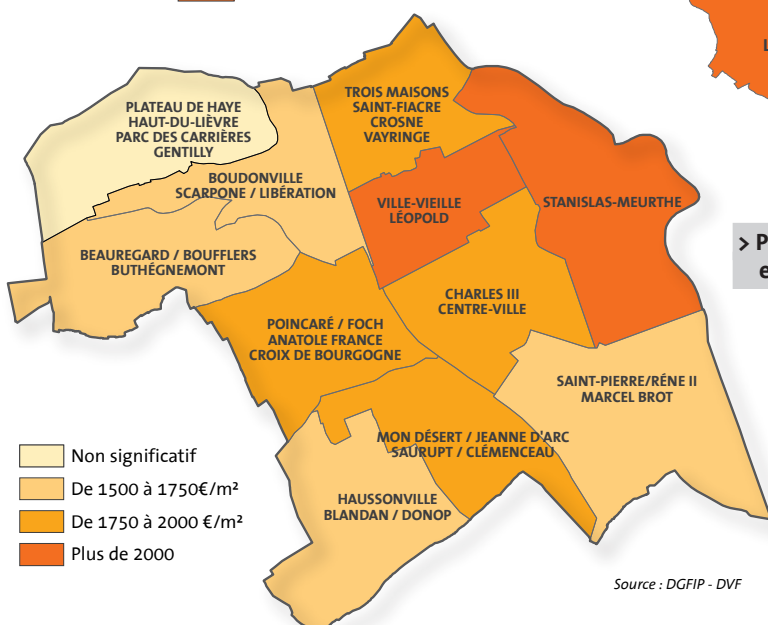 L
TROIS MAISONS
SAINT-FIACRE
CROSNE
VAYRINGE
PLATEAU DE HAYE
HAUT-DU-LIÈVRE
PARC DES CARRIÈRES
GENTILLY
BOUDONVILLE
SCARPONE / LIBÉRATION
VILLE-VIEILLE
LÉOPOLD
STANISLAS-MEURTHE
> P
e
BEAUREGARD / BOUFFLERS
BUTHÉGNEMONT
CHARLES III
CENTRE-VILLE
POINCARÉ / FOCH
ANATOLE FRANCE
CROIX DE BOURGOGNE
SAINT-PIERRE/RÉNE II
MARCEL BROT
MON DÉSERT / JEANNE D'ARC
SAURUPT / CLÉMENCEAU
HAUSSONVILLE
BLANDAN / DONOP
Non significatif
De 1500 à 1750€/m²
De 1750 à 2000 €/m²
Plus de 2000
Source : DGFIP - DVF